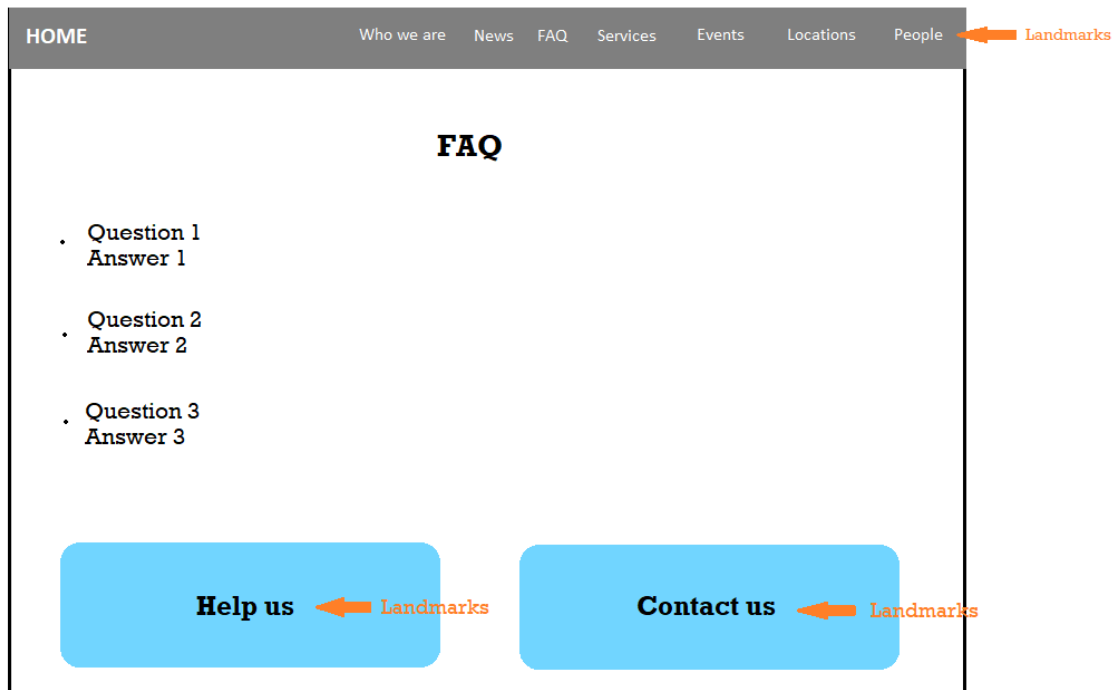 HOME Who we are News FAQ Services Events Locations People Landmarks
FAQ
Question 1
Answer 1
Question 2
Answer 2
Question 3
Answer 3
Help us Landmarks
Contact us Landmarks